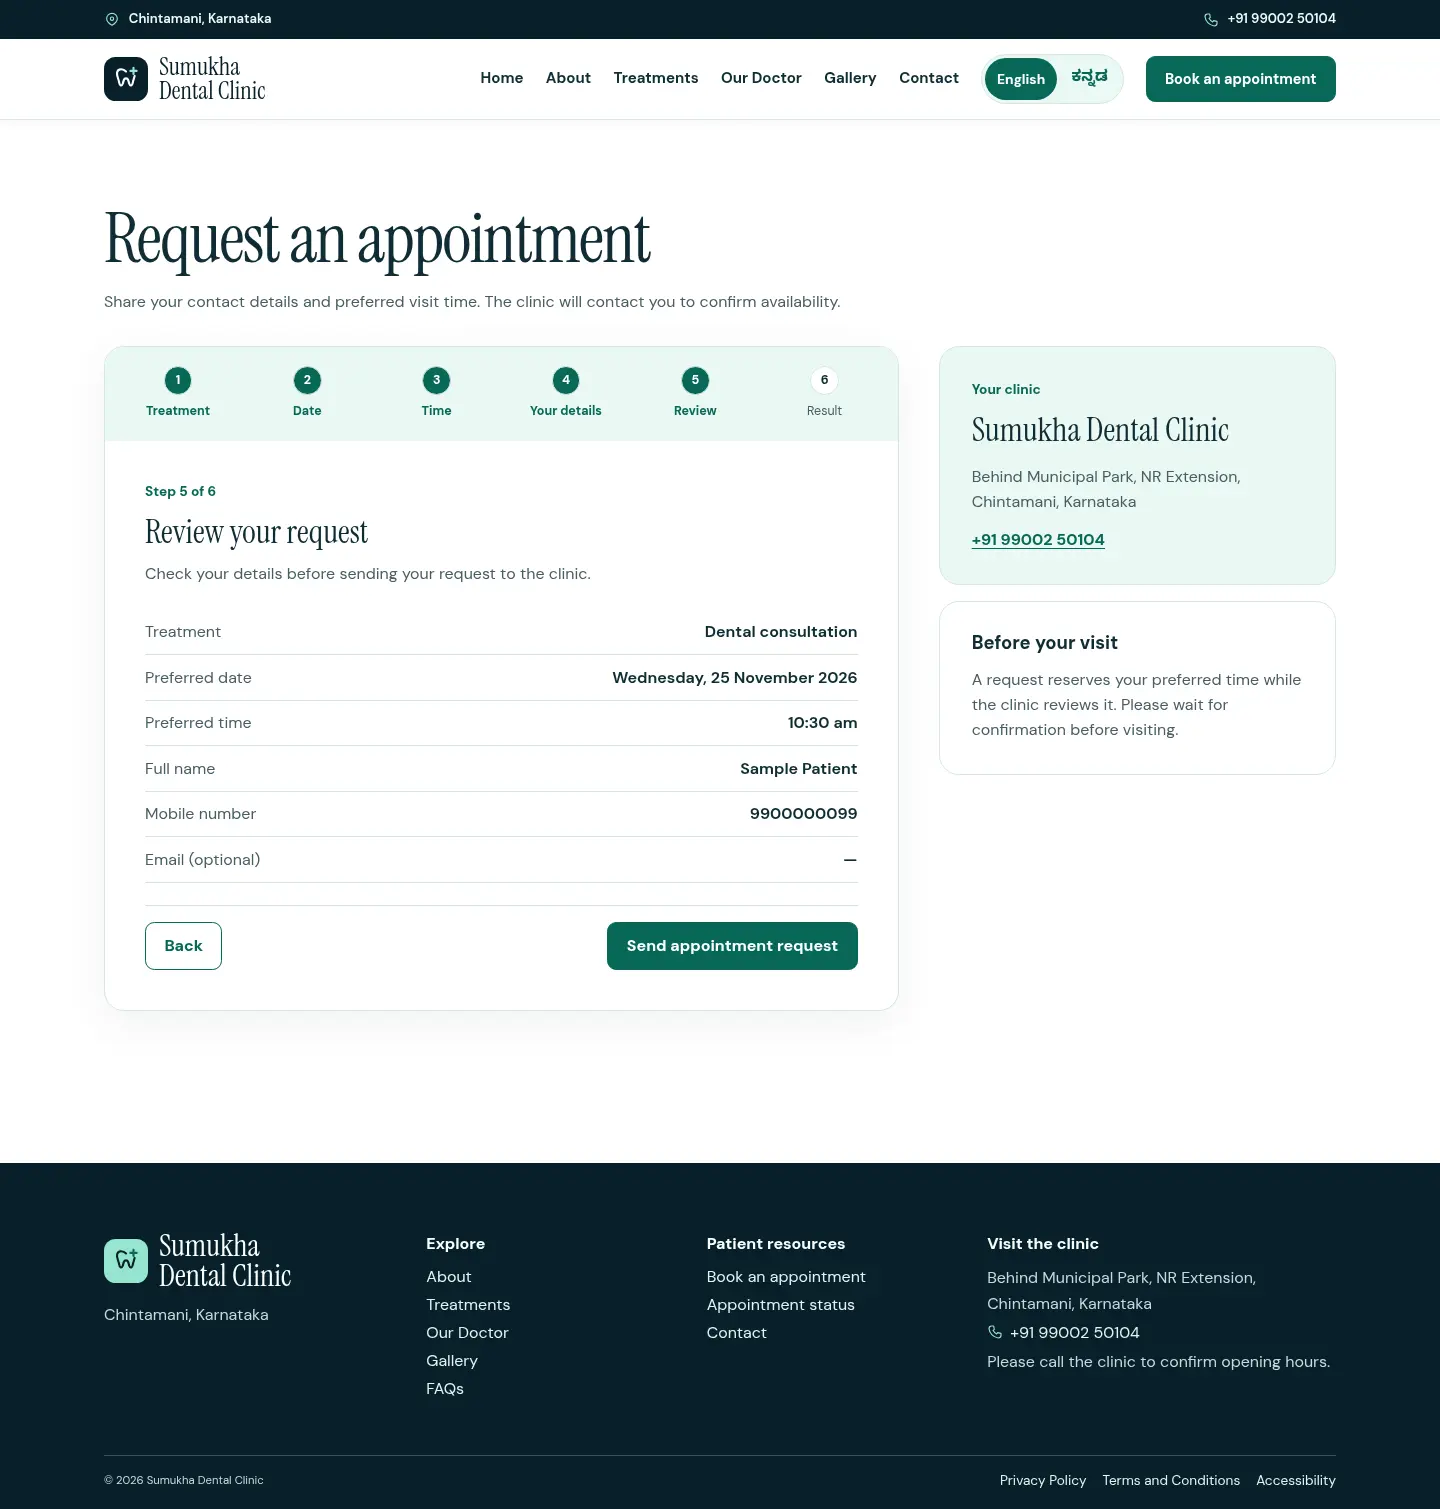 Chintamani, Karnataka
+91 99002 50104
Sumukha
Dental Clinic
Home
About
Treatments
Our Doctor
Gallery
Contact
English
ಕನ್ನಡ
Book an appointment
Request an appointment
Share your contact details and preferred visit time. The clinic will contact you to confirm availability.
1
Treatment
2
Date
3
Time
4
Your details
5
Review
6
Result
Step 5 of 6
Review your request
Check your details before sending your request to the clinic.
Treatment
Dental consultation
Preferred date
Wednesday, 25 November 2026
Preferred time
10:30 am
Full name
Sample Patient
Mobile number
9900000099
Email (optional)
—
Back
Send appointment request
Your clinic
Sumukha Dental Clinic
Behind Municipal Park, NR Extension,
Chintamani, Karnataka
+91 99002 50104
Before your visit
A request reserves your preferred time while
the clinic reviews it. Please wait for
confirmation before visiting.
Sumukha
Dental Clinic
Chintamani, Karnataka
Explore
About
Treatments
Our Doctor
Gallery
FAQs
Patient resources
Book an appointment
Appointment status
Contact
Visit the clinic
Behind Municipal Park, NR Extension,
Chintamani, Karnataka
+91 99002 50104
Please call the clinic to confirm opening hours.
© 2026 Sumukha Dental Clinic
Privacy Policy
Terms and Conditions
Accessibility